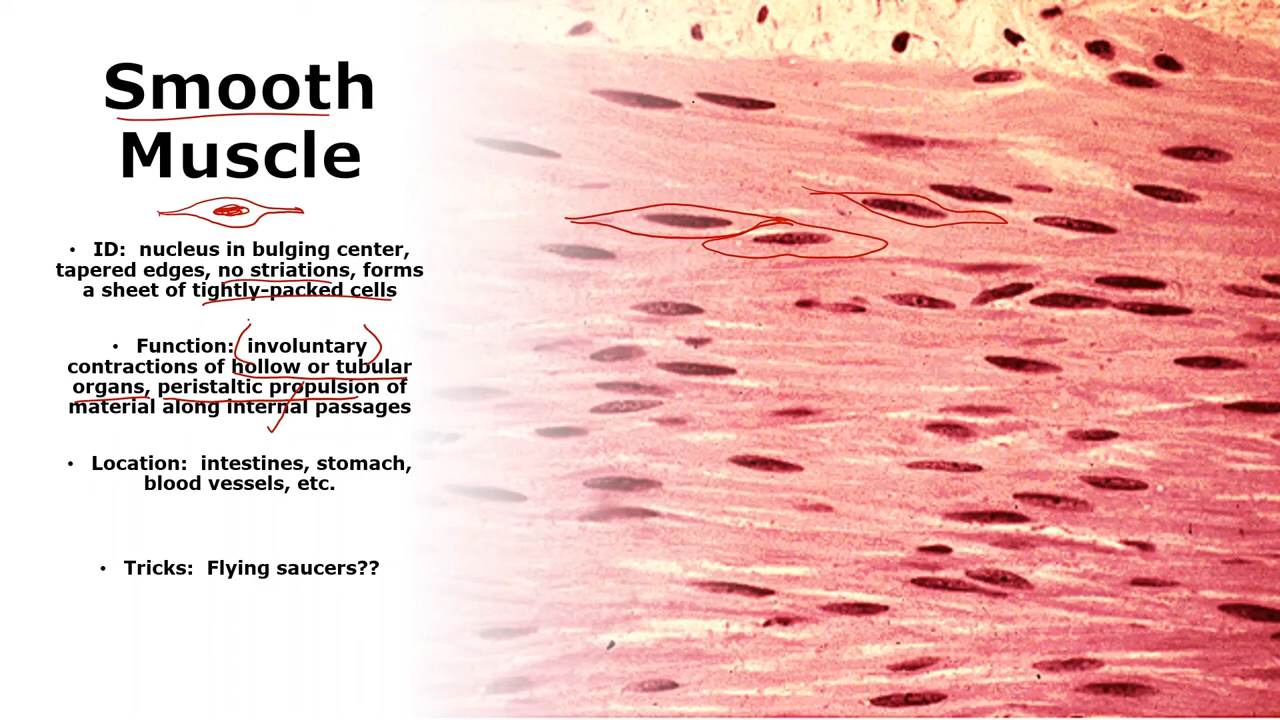 Smooth
Muscle
• ID: nucleus in bulging center,
tapered edges, no striations, forms
a sheet of tightly-packed cells
• Function: involuntary
contractions of hollow or tubular
organs, peristaltic propulsion of
material along internal passages
• Location: intestines, stomach,
blood vessels, etc.
• Tricks: Flying saucers??